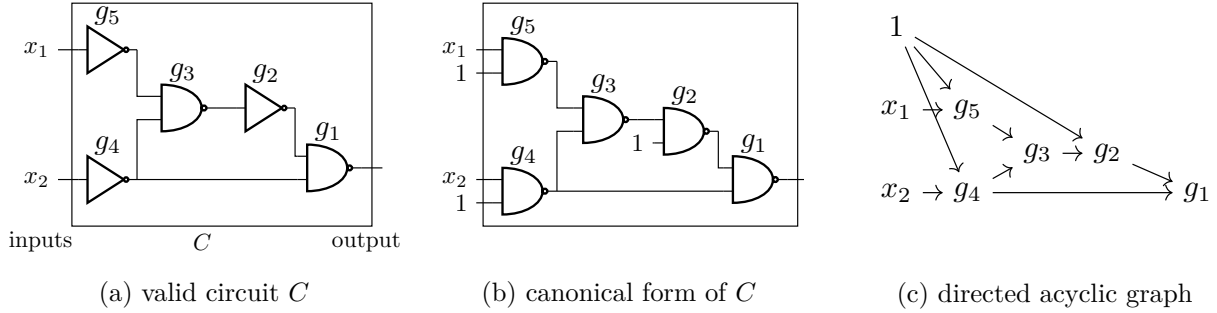 g₅
x₁
g₃
g₂
g₄
g₁
x₂
inputs
C
output
(a) valid circuit C
g₅
x₁
1
g₃
g₂
1
g₄
g₁
x₂
1
(b) canonical form of C
1
x₁ g₅
g₃ g₂
x₂ g₄ g₁
(c) directed acyclic graph